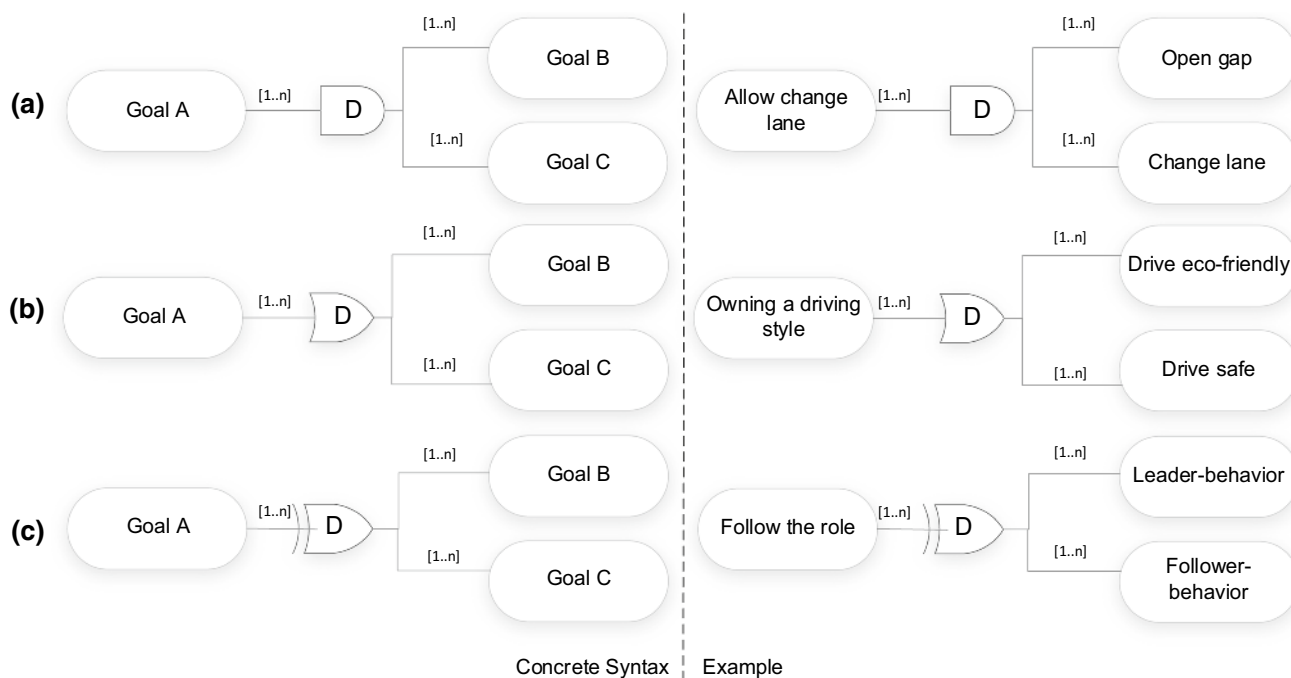 [1..n]
Goal B
(a)
Goal A
[1..n]
D
[1..n]
Goal C
[1..n]
Open gap
Allow change
lane
[1..n]
D
[1..n]
Change lane
[1..n]
Goal B
(b)
Goal A
[1..n]
D
[1..n]
Goal C
[1..n]
Drive eco-friendly
Owning a driving
style
[1..n]
D
[1..n]
Drive safe
[1..n]
Goal B
(c)
Goal A
[1..n]
D
[1..n]
Goal C
[1..n]
Leader-behavior
Follow the role
[1..n]
D
[1..n]
Follower-
behavior
Concrete Syntax
Example